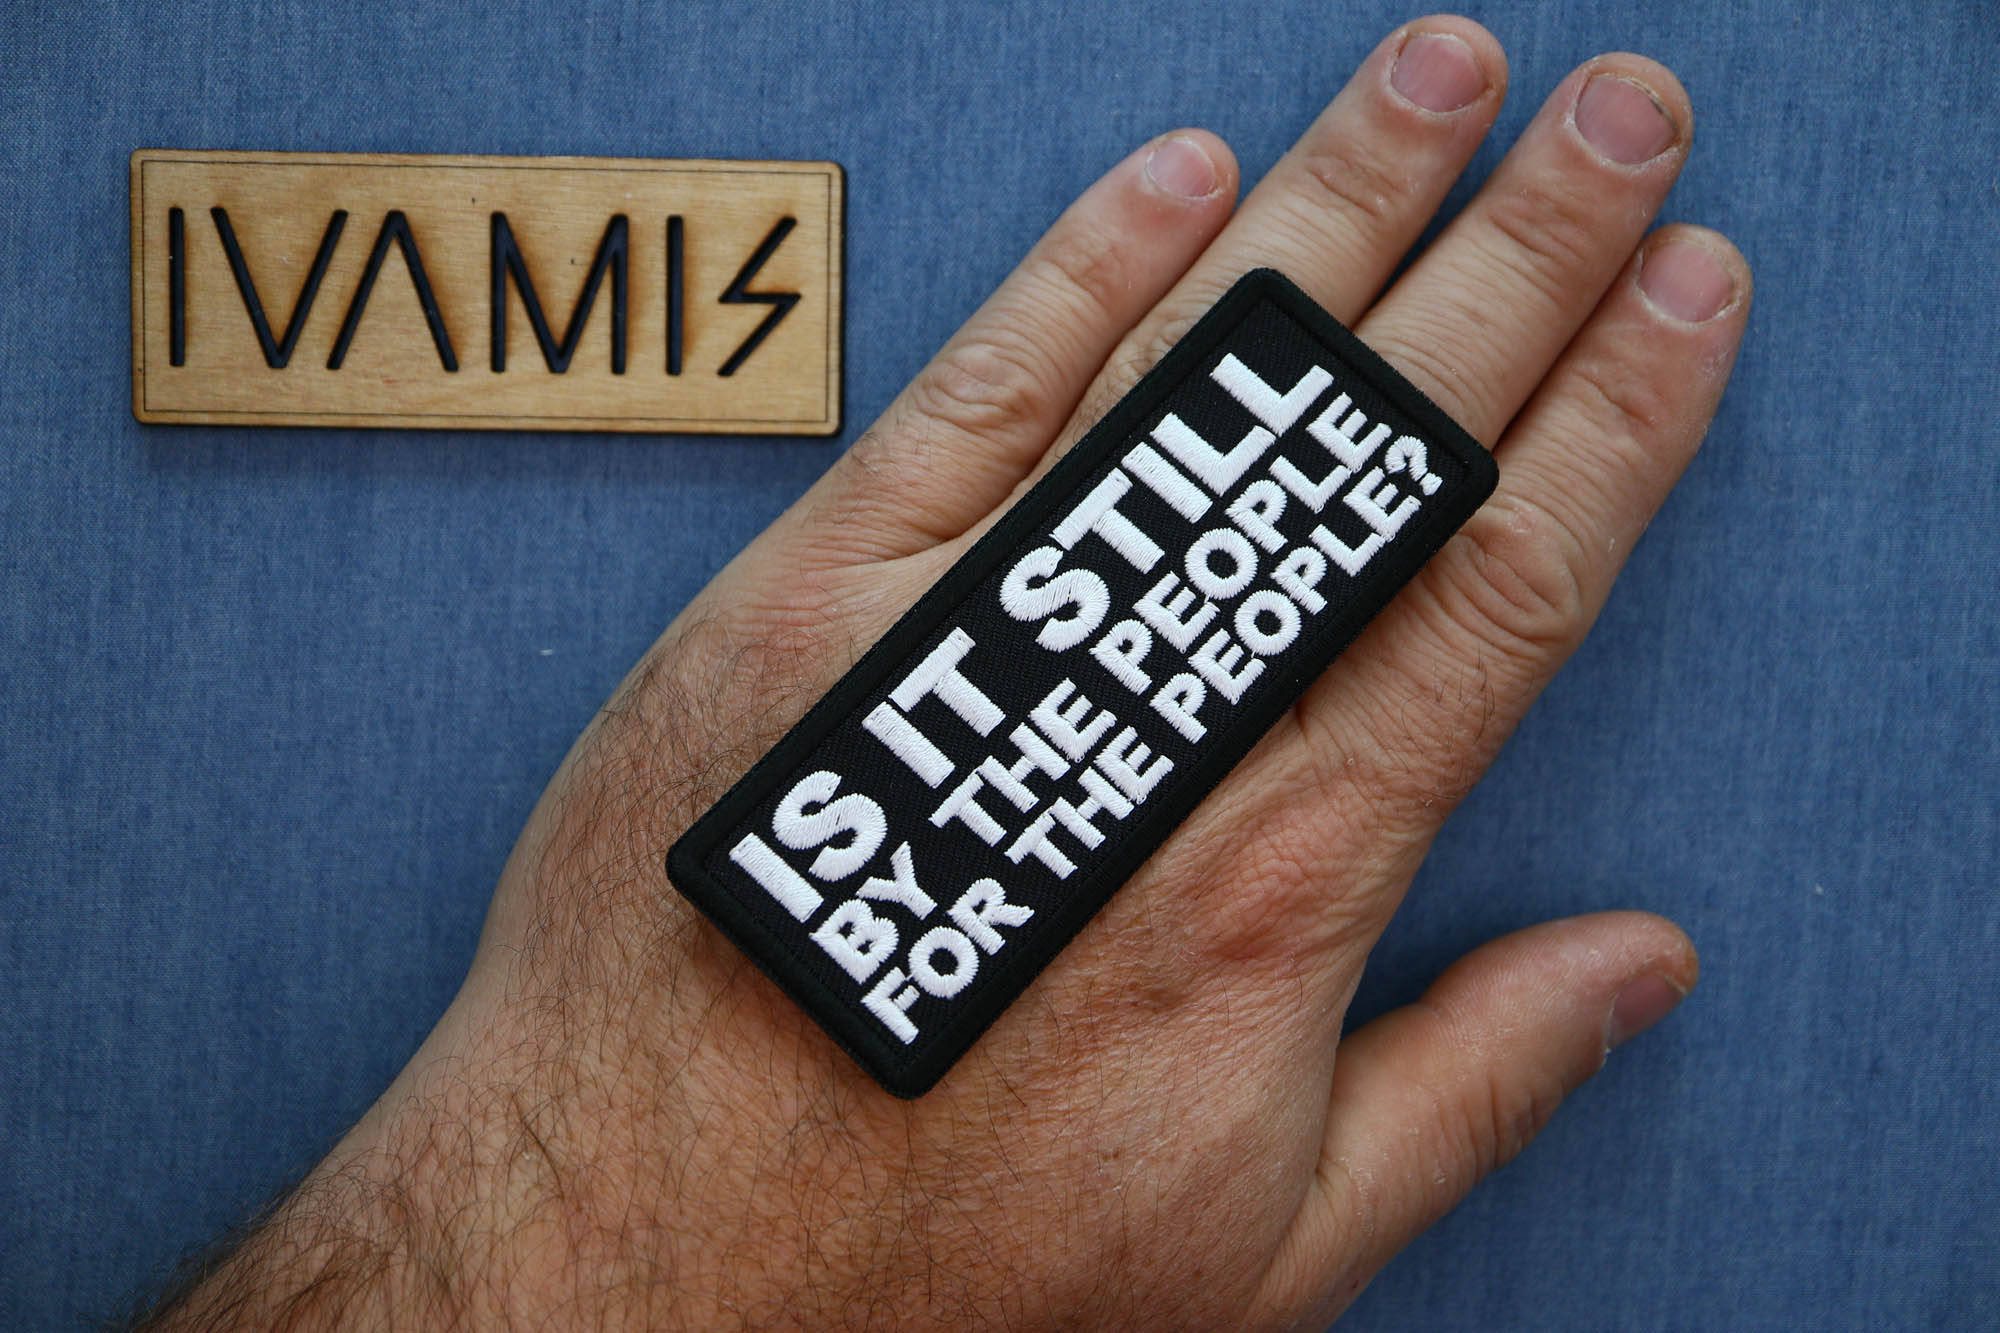 IVAMIS
IS IT STILL
BY THE PEOPLE
FOR THE PEOPLE?